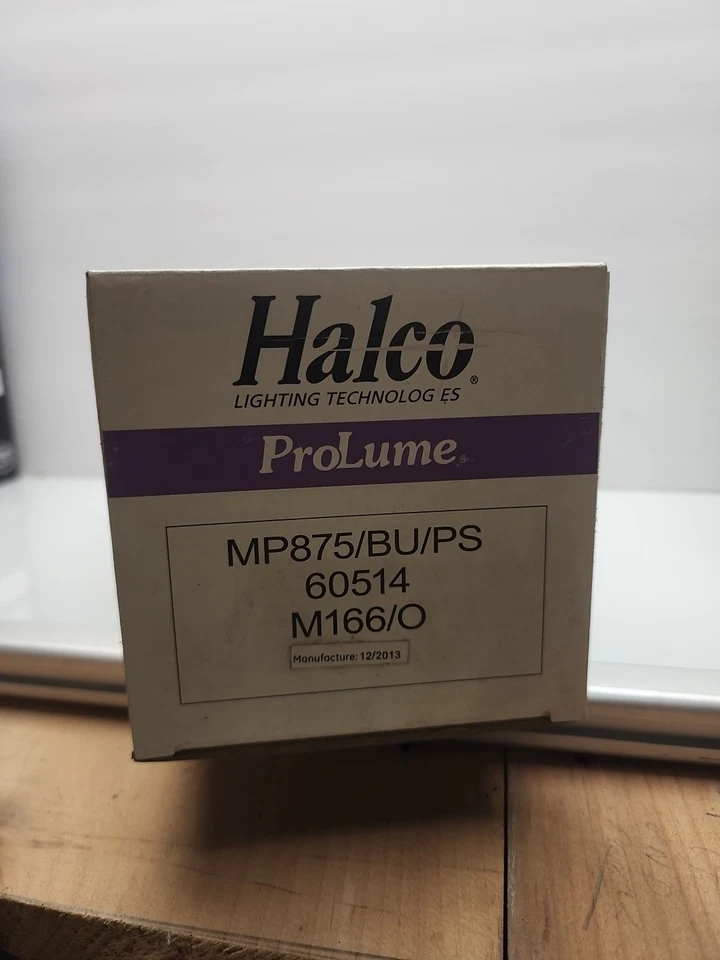 Halco®
LIGHTING TECHNOLOG ES
ProLume®
MP875/BU/PS
60514
M166/O
Manufacture: 12/2013